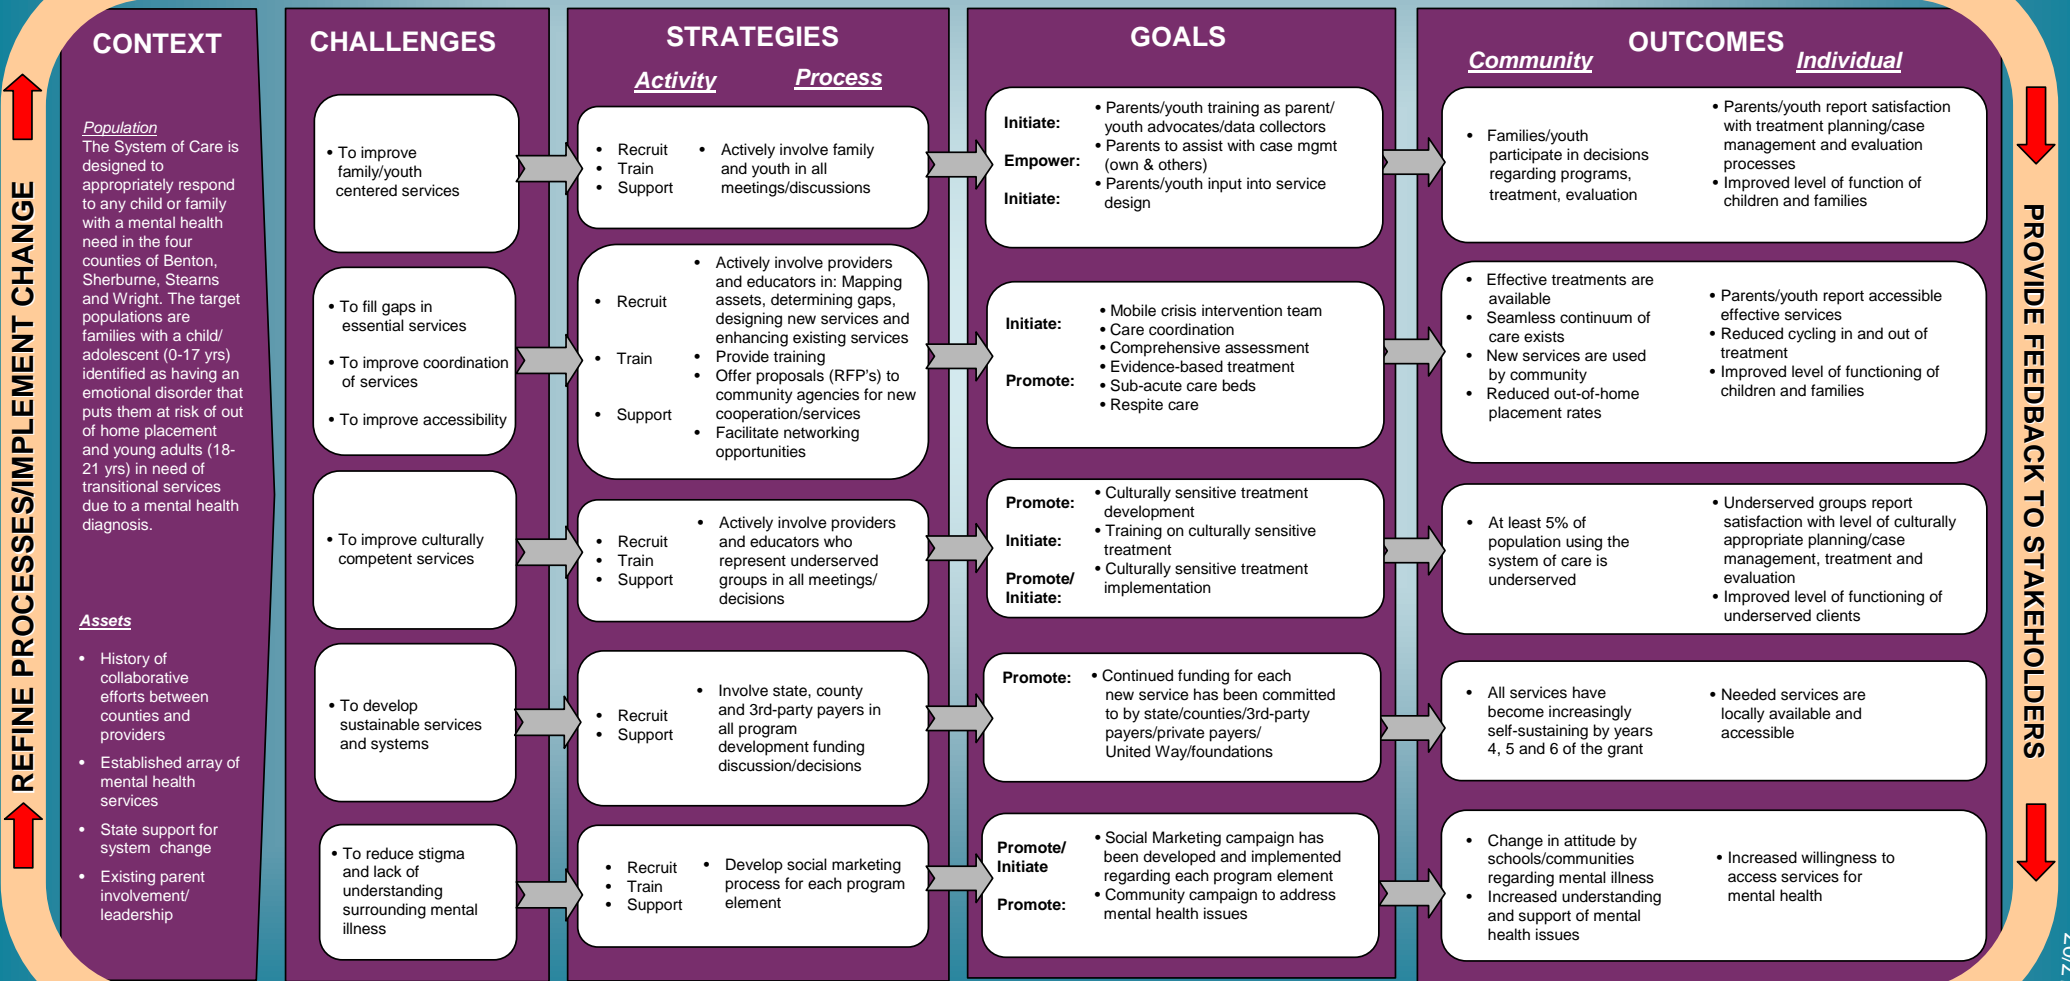 REFINE PROCESSES/IMPLEMENT CHANGE
CONTEXT
Population
The System of Care is
designed to
appropriately respond
to any child or family
with a mental health
need in the four
counties of Benton,
Sherburne, Stearns
and Wright. The target
populations are
families with a child/
adolescent (0-17 yrs)
identified as having an
emotional disorder that
puts them at risk of out
of home placement
and young adults (18-
21 yrs) in need of
transitional services
due to a mental health
diagnosis.
Assets
• History of
collaborative
efforts between
counties and
providers
• Established array of
mental health
services
• State support for
system change
• Existing parent
involvement/
leadership
CHALLENGES
• To improve
family/youth
centered services
• To fill gaps in
essential services
• To improve coordination
of services
• To improve accessibility
• To improve culturally
competent services
• To develop
sustainable services
and systems
• To reduce stigma
and lack of
understanding
surrounding mental
illness
STRATEGIES
Activity
Process
• Recruit
• Train
• Support
• Actively involve family
and youth in all
meetings/discussions
• Recruit
• Train
• Support
• Actively involve providers
and educators in: Mapping
assets, determining gaps,
designing new services and
enhancing existing services
• Provide training
• Offer proposals (RFP's) to
community agencies for new
cooperation/services
• Facilitate networking
opportunities
• Recruit
• Train
• Support
• Actively involve providers
and educators who
represent underserved
groups in all meetings/
decisions
• Recruit
• Support
• Involve state, county
and 3rd-party payers in
all program
development funding
discussion/decisions
• Recruit
• Train
• Support
• Develop social marketing
process for each program
element
GOALS
Initiate:
Empower:
Initiate:
• Parents/youth training as parent/
youth advocates/data collectors
• Parents to assist with case mgmt
(own & others)
• Parents/youth input into service
design
Initiate:
Promote:
• Mobile crisis intervention team
• Care coordination
• Comprehensive assessment
• Evidence-based treatment
• Sub-acute care beds
• Respite care
Promote:
Initiate:
Promote/
Initiate:
• Culturally sensitive treatment
development
• Training on culturally sensitive
treatment
• Culturally sensitive treatment
implementation
Promote:
• Continued funding for each
new service has been committed
to by state/counties/3rd-party
payers/private payers/
United Way/foundations
Promote/
Initiate
Promote:
• Social Marketing campaign has
been developed and implemented
regarding each program element
• Community campaign to address
mental health issues
OUTCOMES
Community
Individual
• Families/youth
participate in decisions
regarding programs,
treatment, evaluation
• Parents/youth report satisfaction
with treatment planning/case
management and evaluation
processes
• Improved level of function of
children and families
• Effective treatments are
available
• Seamless continuum of
care exists
• New services are used
by community
• Reduced out-of-home
placement rates
• Parents/youth report accessible
effective services
• Reduced cycling in and out of
treatment
• Improved level of functioning of
children and families
• At least 5% of
population using the
system of care is
underserved
• Underserved groups report
satisfaction with level of culturally
appropriate planning/case
management, treatment and
evaluation
• Improved level of functioning of
underserved clients
• All services have
become increasingly
self-sustaining by years
4, 5 and 6 of the grant
• Needed services are
locally available and
accessible
• Change in attitude by
schools/communities
regarding mental illness
• Increased understanding
and support of mental
health issues
• Increased willingness to
access services for
mental health
PROVIDE FEEDBACK TO STAKEHOLDERS